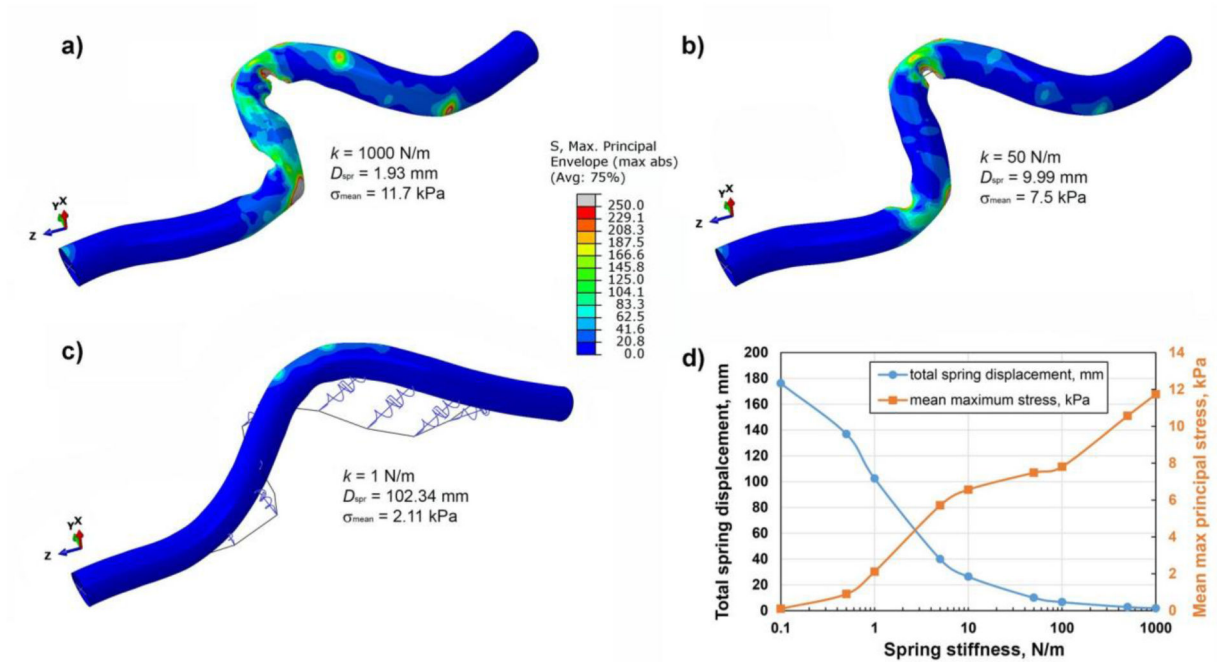 a)
k = 1000 N/m
Dspr = 1.93 mm
σmean = 11.7 kPa
Y X
Z
S, Max. Principal
Envelope (max abs)
(Avg: 75%)
250.0
229.1
208.3
187.5
166.6
145.8
125.0
104.1
83.3
62.5
41.6
20.8
0.0
b)
k = 50 N/m
Dspr = 9.99 mm
σmean = 7.5 kPa
Y X
Z
c)
k = 1 N/m
Dspr = 102.34 mm
σmean = 2.11 kPa
Y X
Z
d)
Total spring dispalcement, mm
200
180
160
140
120
100
80
60
40
20
0
total spring displacement, mm
mean maximum stress, kPa
14
12
10
8
6
4
2
0
Mean max principal stress, kPa
0.1 1 10 100 1000
Spring stiffness, N/m